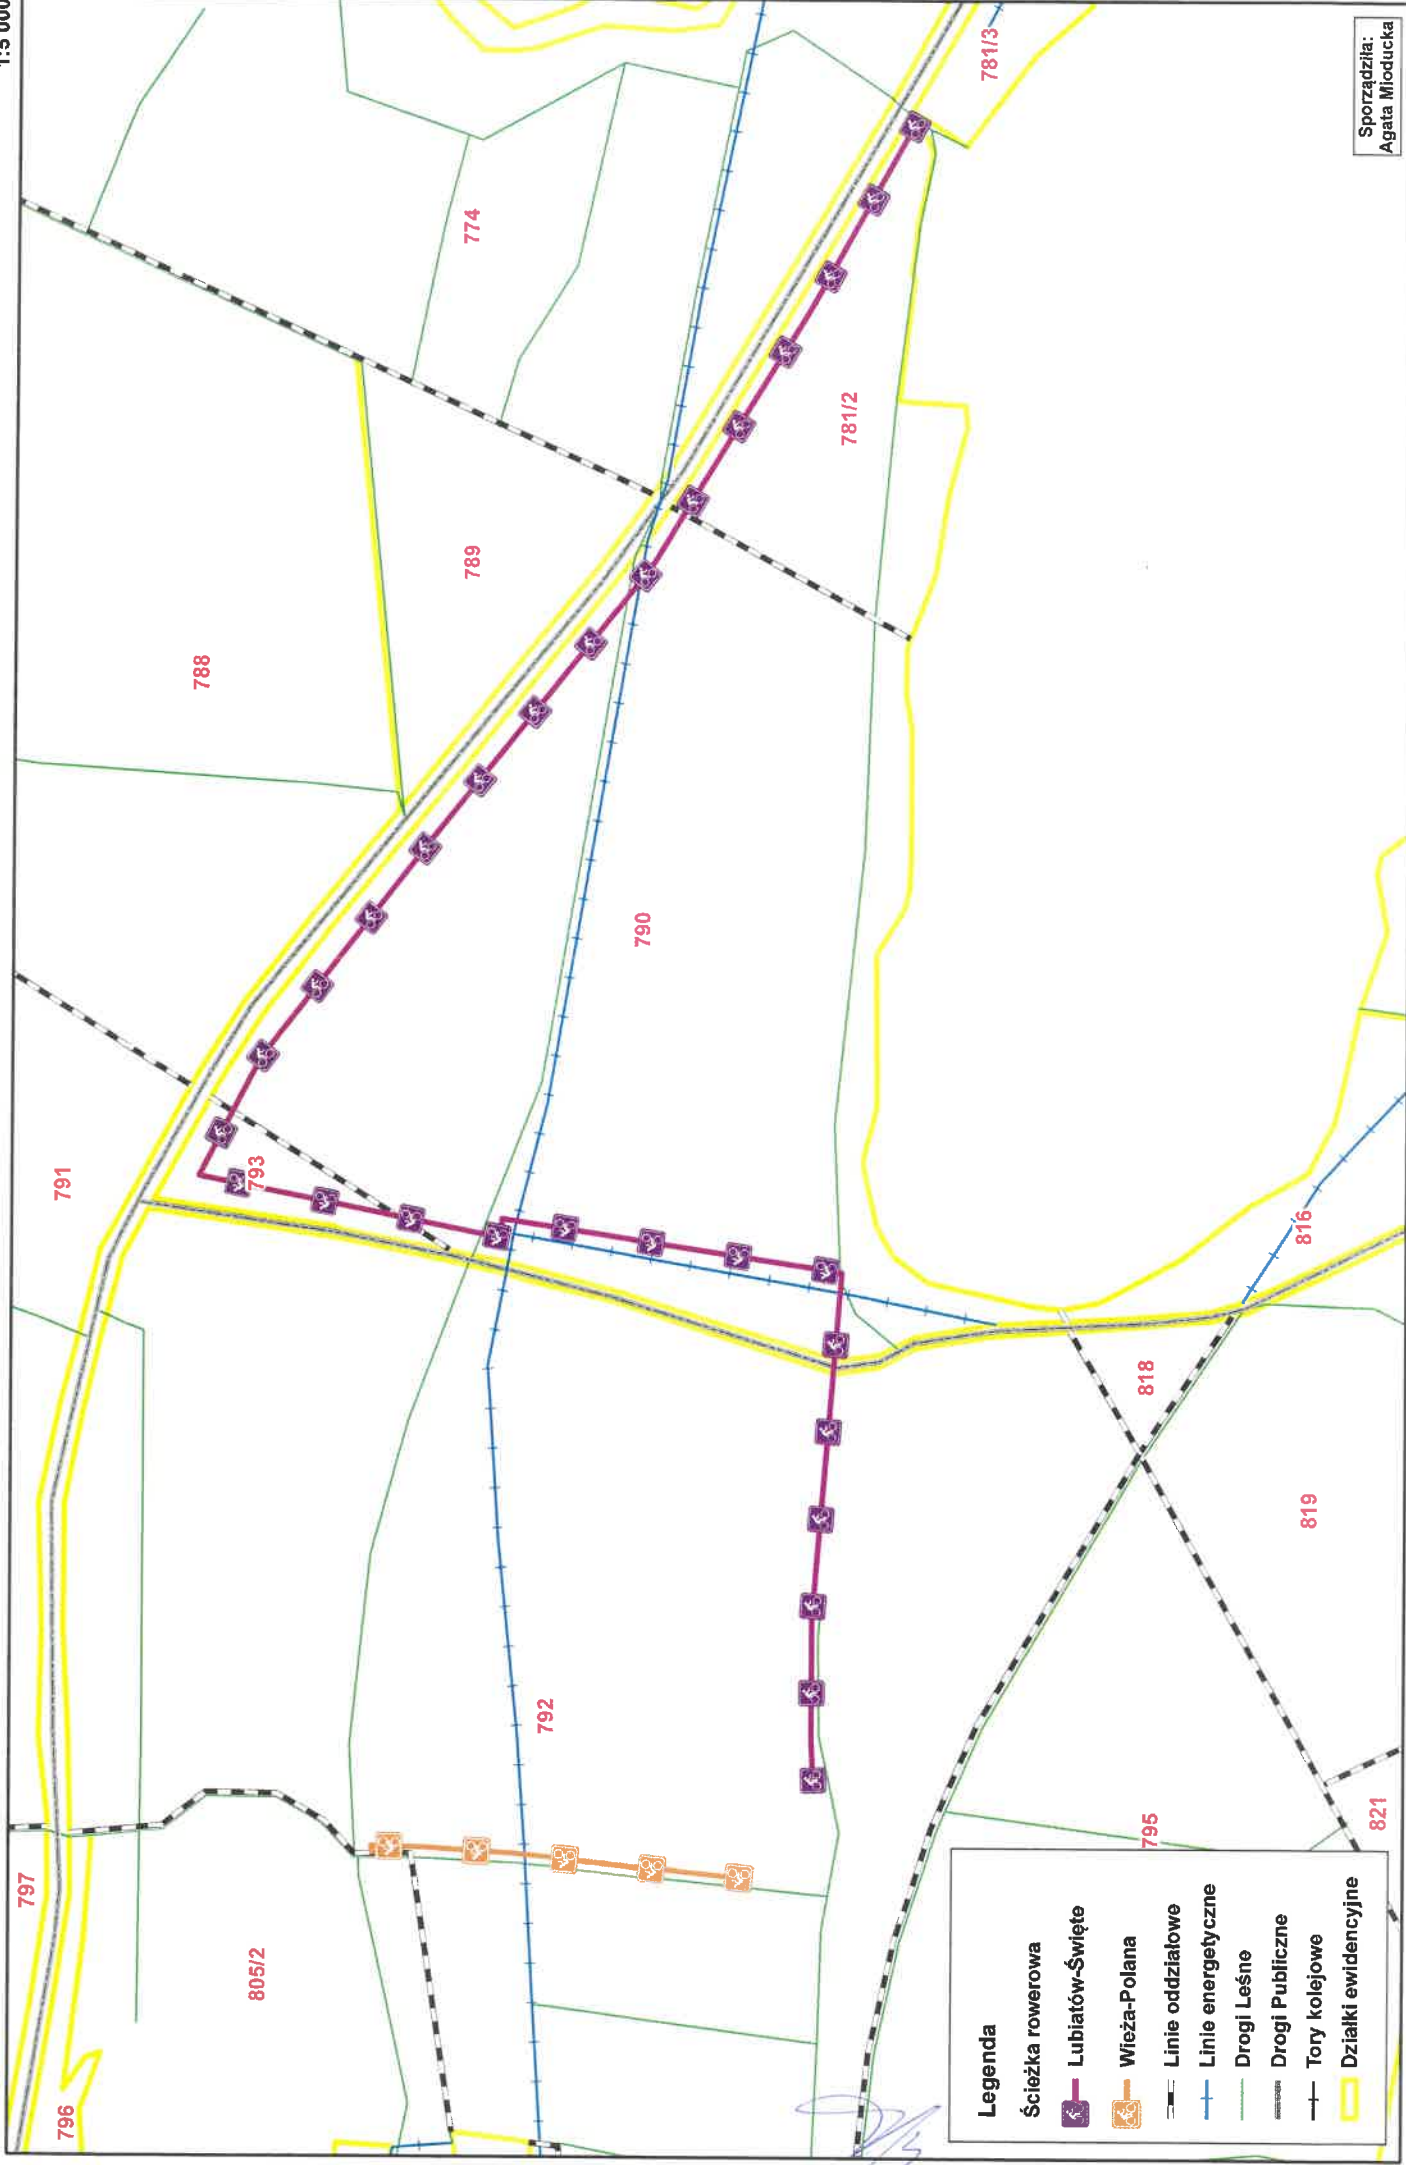 1:5 000
781/3
774
781/2
789
788
790
791
793
816
818
819
792
795
821
797
805/2
796
Legenda
Ścieżka rowerowa
Lubiatów-Święte
Wieża-Polana
Linie oddziałowe
Linie energetyczne
Drogi Leśne
Drogi Publiczne
Tory kolejowe
Działki ewidencyjne
Sporządziła:
Agata Mioducka